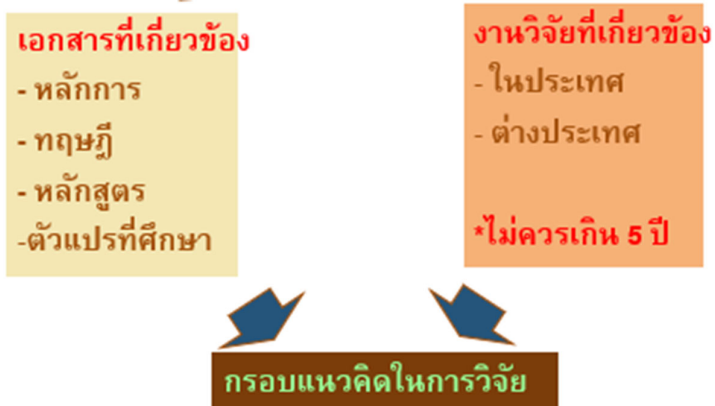 เอกสารที่เกี่ยวข้อง
- หลักการ
- ทฤษฎี
- หลักสูตร
-ตัวแปรที่ศึกษา
งานวิจัยที่เกี่ยวข้อง
- ในประเทศ
- ต่างประเทศ
*ไม่ควรเกิน 5 ปี
กรอบแนวคิดในการวิจัย